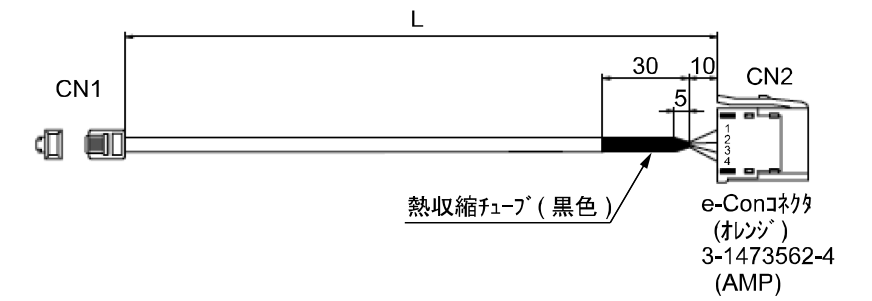 L
30
10
CN2
CN1
5
1
2
3
4
熱収縮ﾁｭｰﾌﾞ( 黒色 )
e-Conｺﾈｸﾀ
(ｵﾚﾝｼﾞ )
3-1473562-4
(AMP)